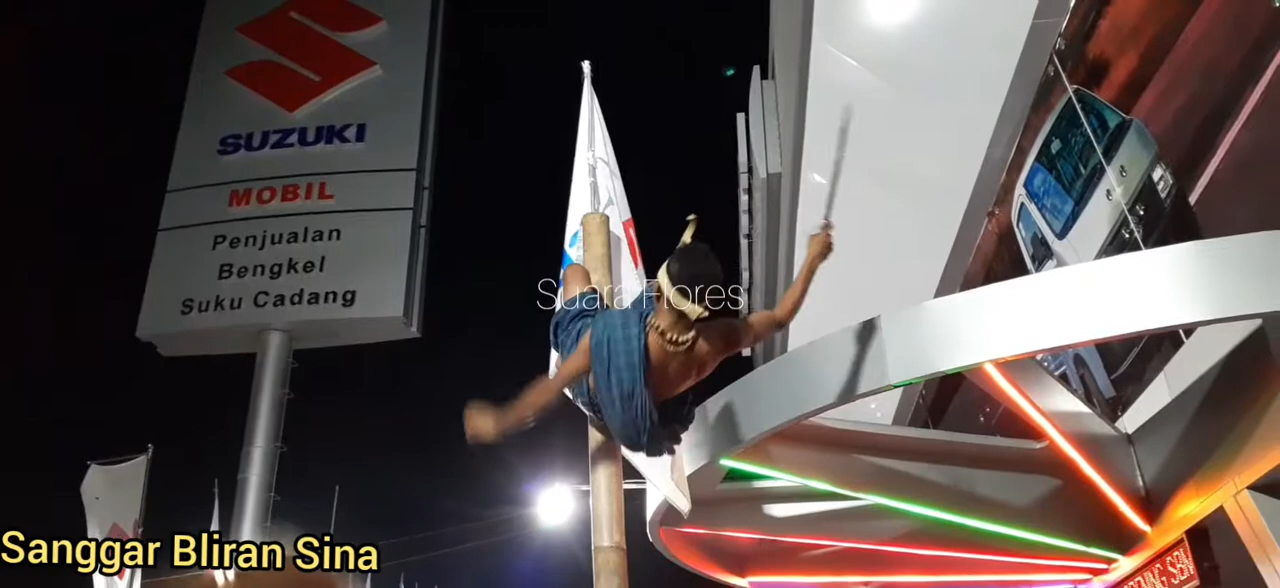 SUZUKI
MOBIL
Penjualan
Bengkel
Suku Cadang
Suara Flores
Sanggar Bliran Sina